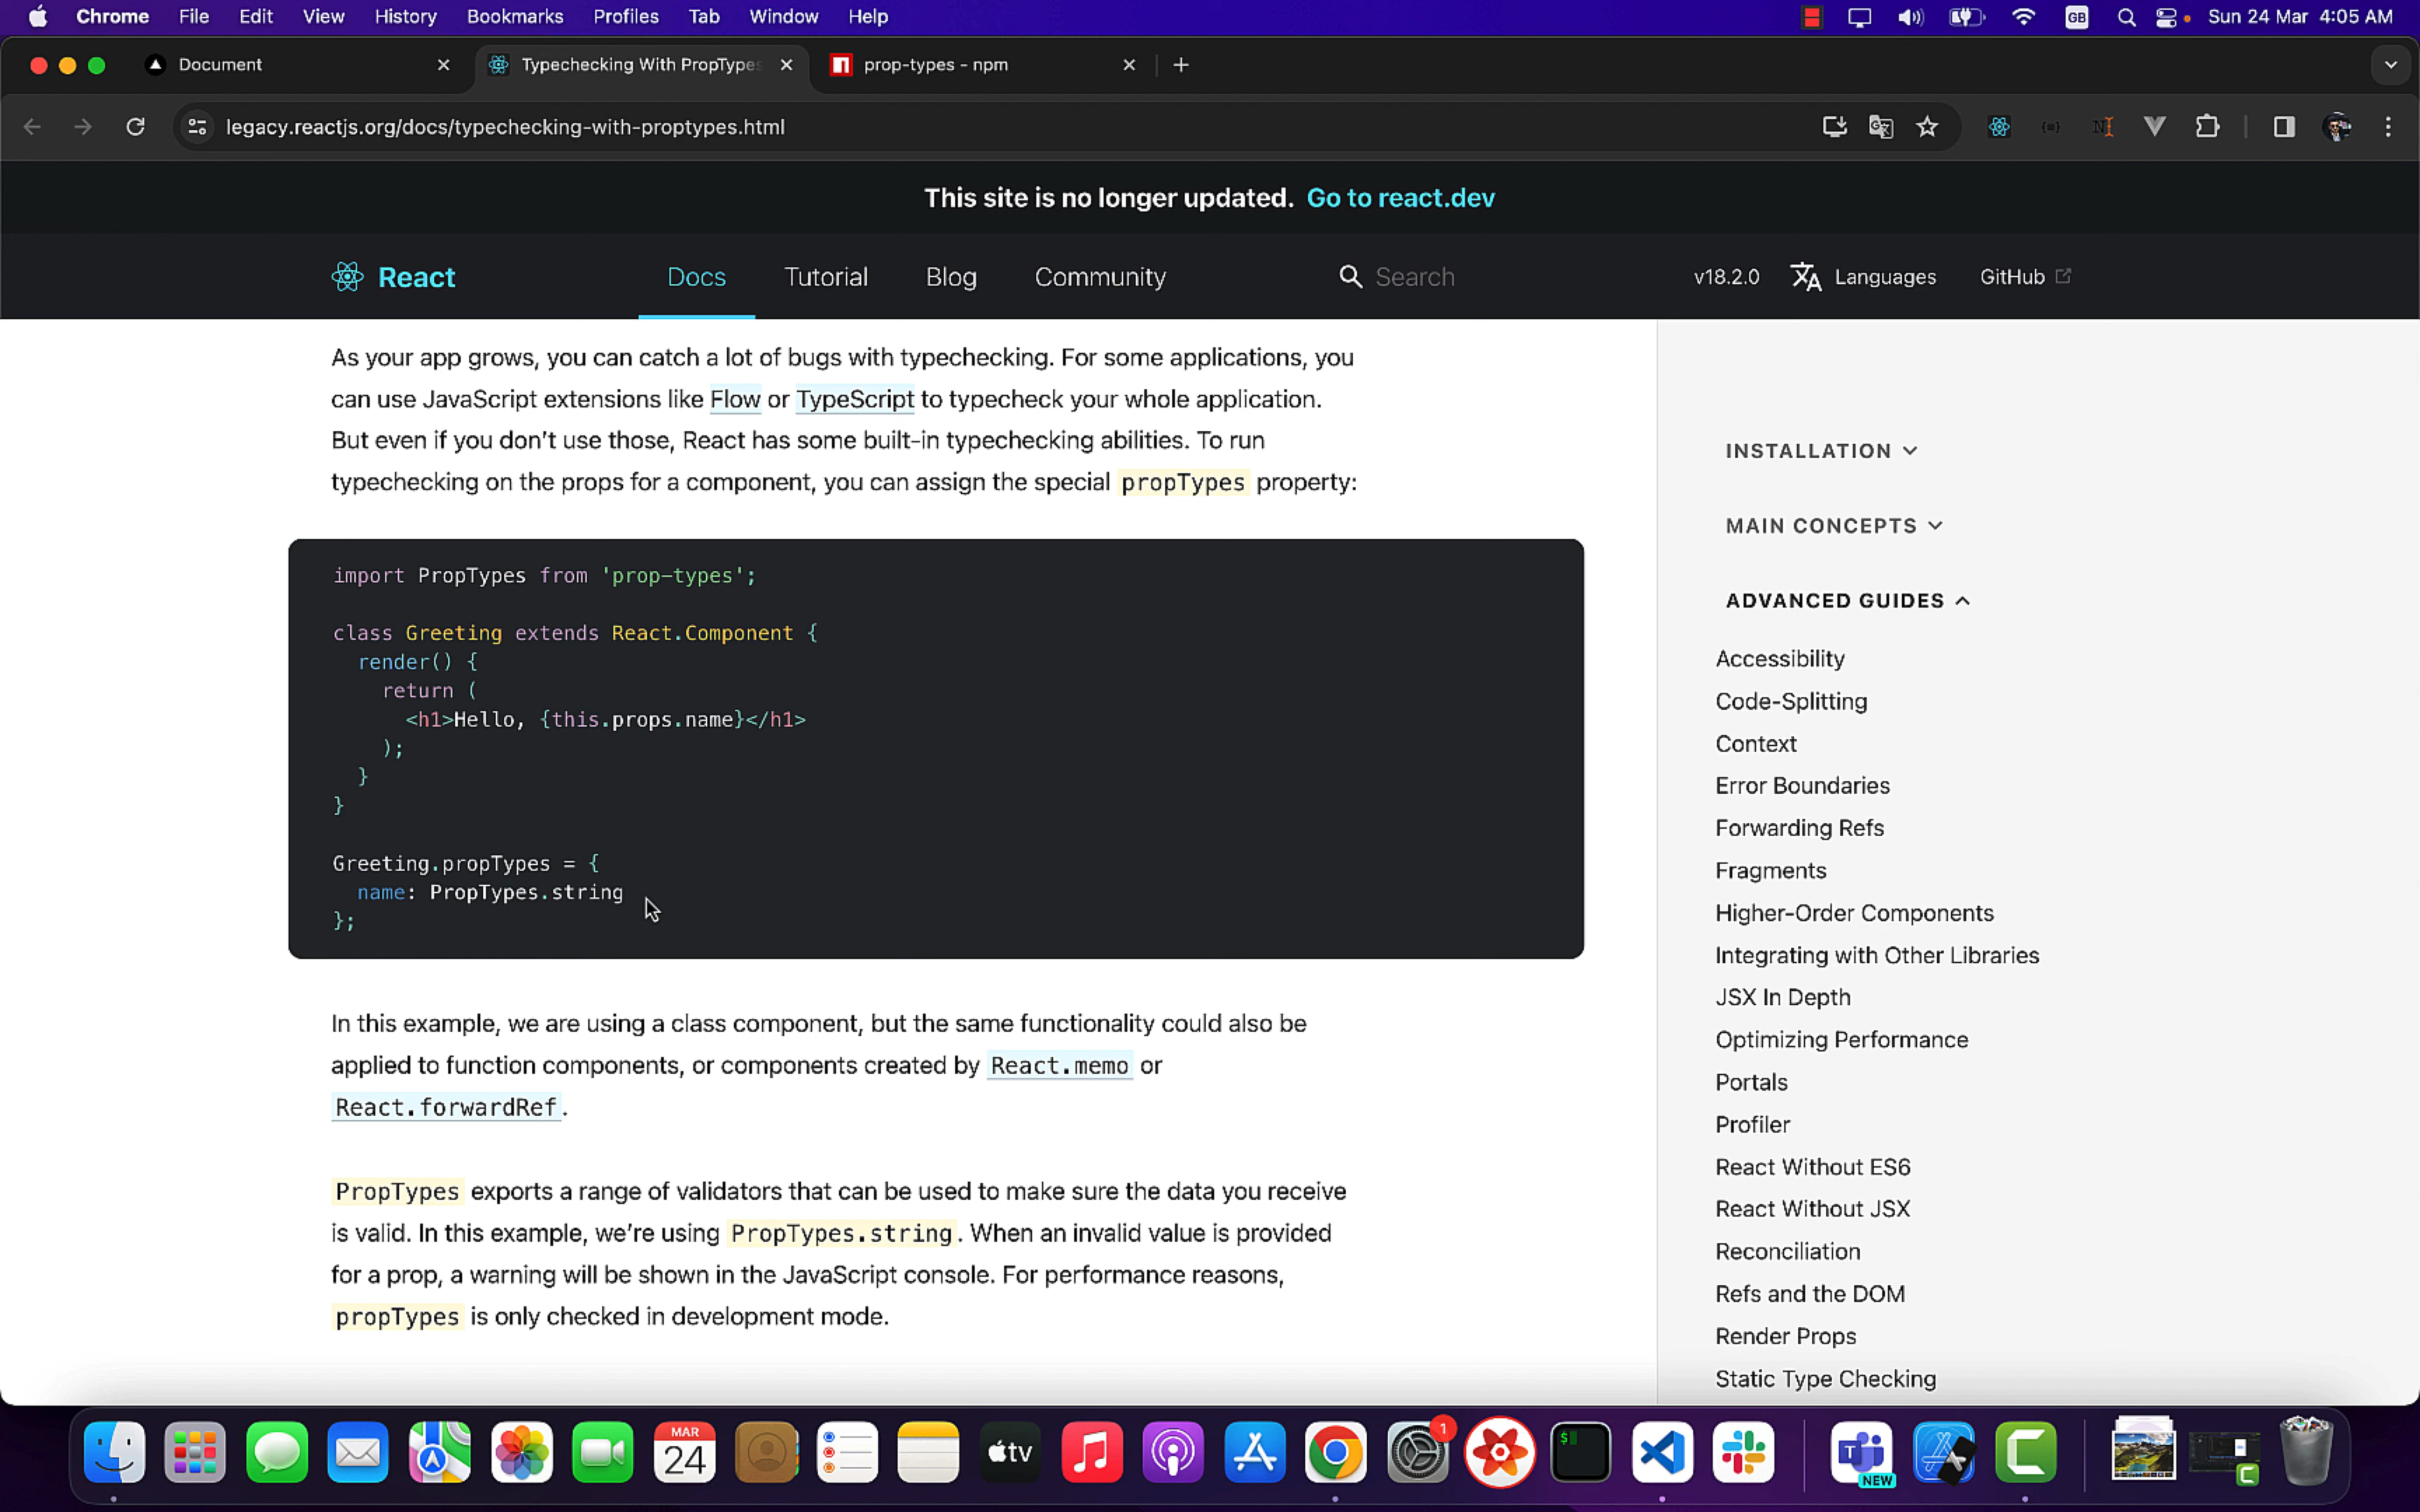 Chrome File Edit View History Bookmarks Profiles Tab Window Help GB Sun 24 Mar 4:05 AM
Document Typechecking With PropTypes prop-types - npm
legacy.reactjs.org/docs/typechecking-with-proptypes.html
This site is no longer updated. Go to react.dev
React Docs Tutorial Blog Community Search v18.2.0 Languages GitHub
As your app grows, you can catch a lot of bugs with typechecking. For some applications, you
can use JavaScript extensions like Flow or TypeScript to typecheck your whole application.
But even if you don't use those, React has some built-in typechecking abilities. To run
typechecking on the props for a component, you can assign the special propTypes property:
import PropTypes from 'prop-types';
class Greeting extends React.Component {
render() {
return (
<h1>Hello, {this.props.name}</h1>
);
}
}
Greeting.propTypes = {
name: PropTypes.string
};
In this example, we are using a class component, but the same functionality could also be
applied to function components, or components created by React.memo or
React.forwardRef.
PropTypes exports a range of validators that can be used to make sure the data you receive
is valid. In this example, we're using PropTypes.string. When an invalid value is provided
for a prop, a warning will be shown in the JavaScript console. For performance reasons,
propTypes is only checked in development mode.
INSTALLATION
MAIN CONCEPTS
ADVANCED GUIDES
Accessibility
Code-Splitting
Context
Error Boundaries
Forwarding Refs
Fragments
Higher-Order Components
Integrating with Other Libraries
JSX In Depth
Optimizing Performance
Portals
Profiler
React Without ES6
React Without JSX
Reconciliation
Refs and the DOM
Render Props
Static Type Checking
MAR
24
tv
1
$
T
NEW